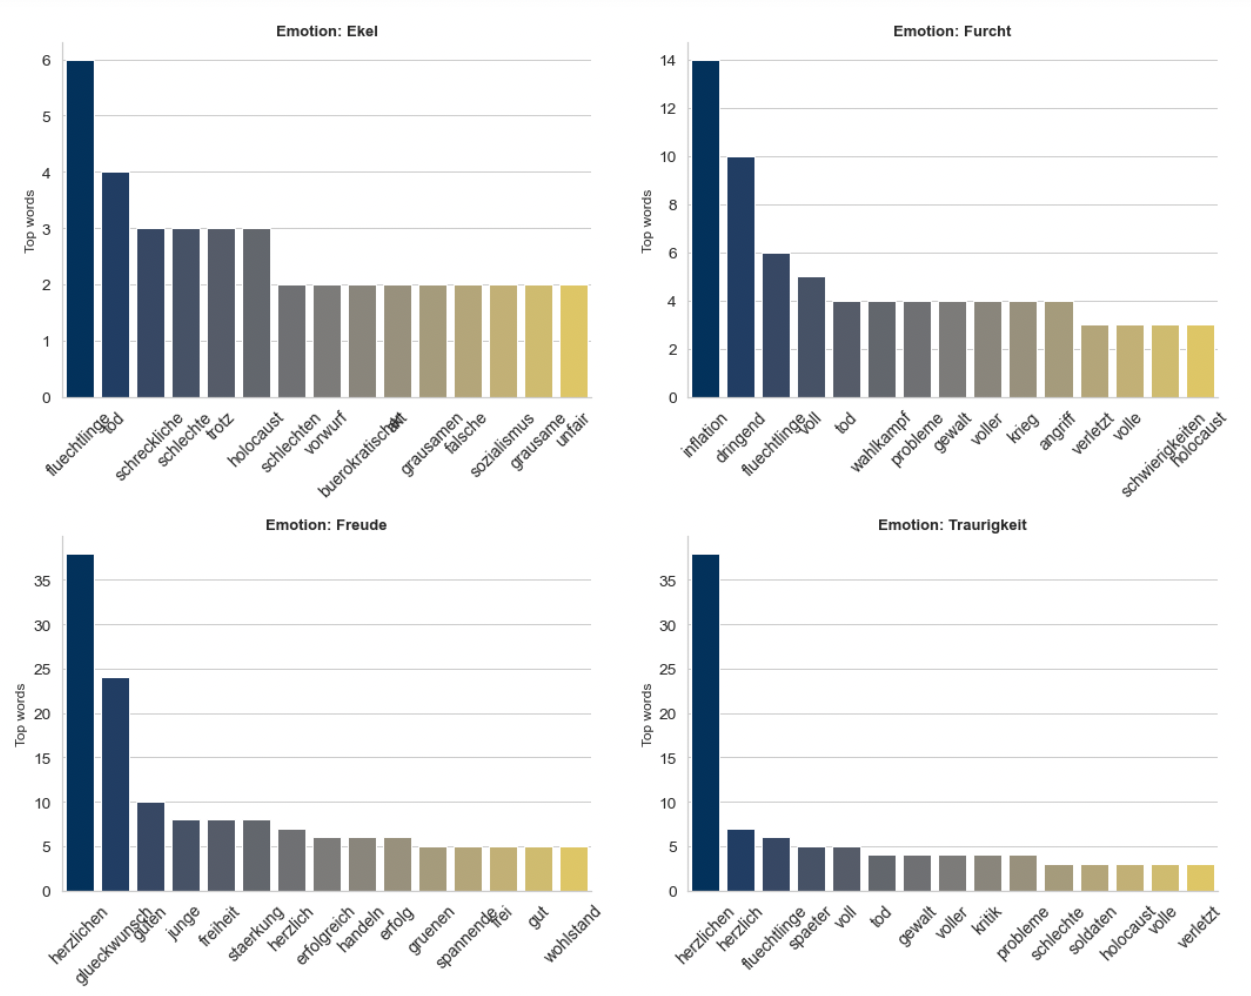 Emotion: Ekel
Top words
6
5
4
3
2
1
0
fluechtlinge
tod
schreckliche
schlechte
trotz
holocaust
schlechten
vorwurf
buerokratischer
akt
grausamen
falsche
sozialismus
grausame
unfair
Emotion: Furcht
Top words
14
12
10
8
6
4
2
0
inflation
dringend
fluechtlinge
voll
tod
wahlkampf
probleme
gewalt
voller
krieg
angriff
verletzt
volle
schwierigkeiten
holocaust
Emotion: Freude
Top words
35
30
25
20
15
10
5
0
herzlichen
glueckwunsch
guten
junge
freiheit
staerkung
herzlich
erfolgreich
handeln
erfolg
gruenen
spannende
frei
gut
wohlstand
Emotion: Traurigkeit
Top words
35
30
25
20
15
10
5
0
herzlichen
herzlich
fluechtlinge
spaeter
voll
tod
gewalt
voller
kritik
probleme
schlechte
soldaten
holocaust
volle
verletzt